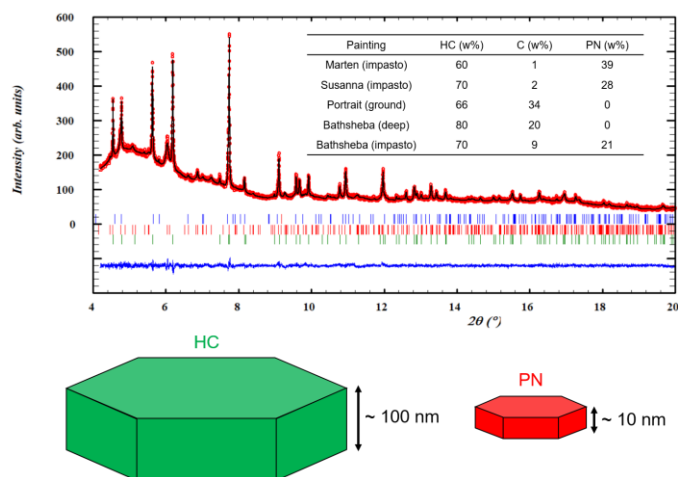 600
500
400
300
200
100
0
Intensity (arb. units)
Painting HC (w%) C (w%) PN (w%)
Marten (impasto) 60 1 39
Susanna (impasto) 70 2 28
Portrait (ground) 66 34 0
Bathsheba (deep) 80 20 0
Bathsheba (impasto) 70 9 21
4 6 8 10 12 14 16 18 20
2θ (°)
HC
~ 100 nm
PN
~ 10 nm